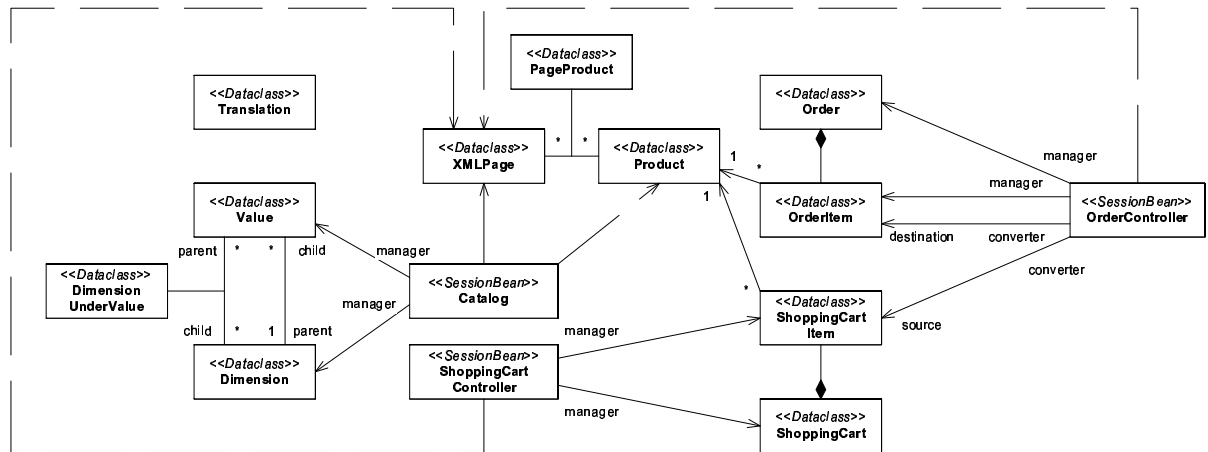 <<Dataclass>>
PageProduct
<<Dataclass>>
Translation
<<Dataclass>>
Order
<<Dataclass>>
XMLPage
*
*
<<Dataclass>>
Product
1
*
1
manager
manager
<<Dataclass>>
Value
<<Dataclass>>
OrderItem
<<SessionBean>>
OrderController
parent
*
*
child
manager
destination
converter
<<Dataclass>>
Dimension
UnderValue
<<SessionBean>>
Catalog
converter
*
manager
<<Dataclass>>
ShoppingCart
Item
source
child
*
1
parent
manager
<<Dataclass>>
Dimension
<<SessionBean>>
ShoppingCart
Controller
manager
<<Dataclass>>
ShoppingCart